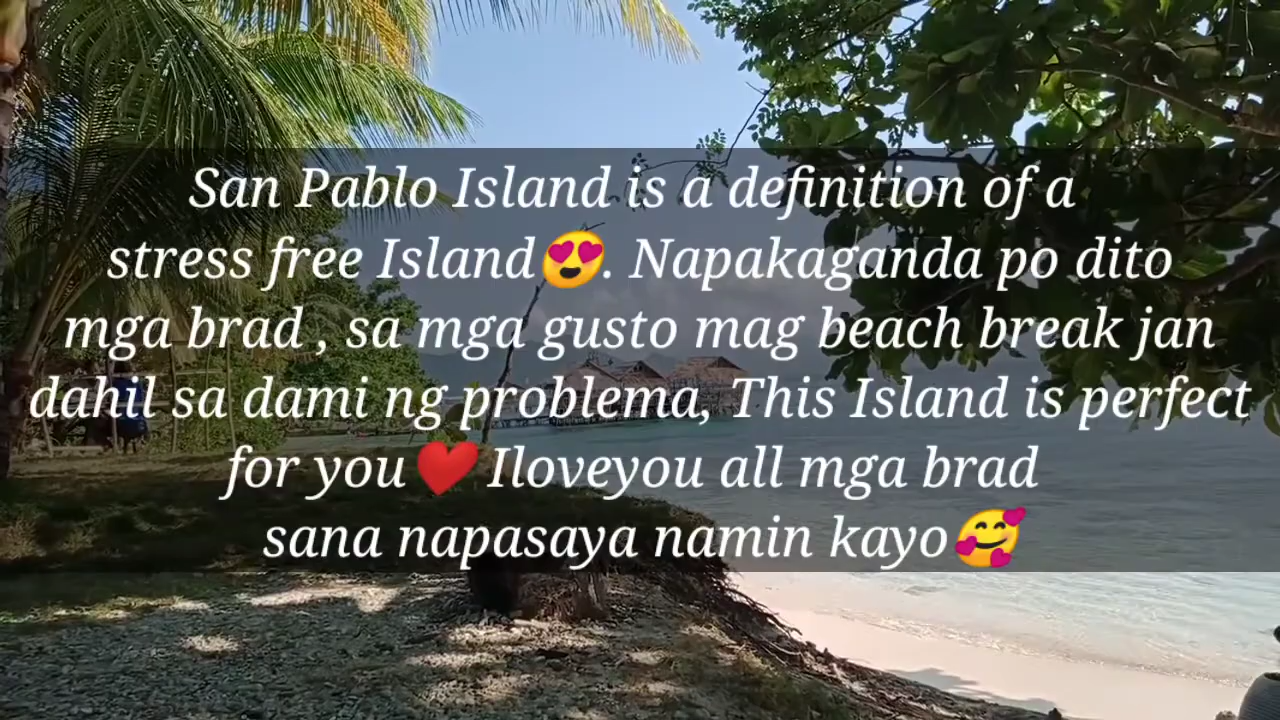 San Pablo Island is a definition of a
stress free Island😍. Napakaganda po dito
mga brad , sa mga gusto mag beach break jan
dahil sa dami ng problema, This Island is perfect
for you❤️ Iloveyou all mga brad
sana napasaya namin kayo🥰